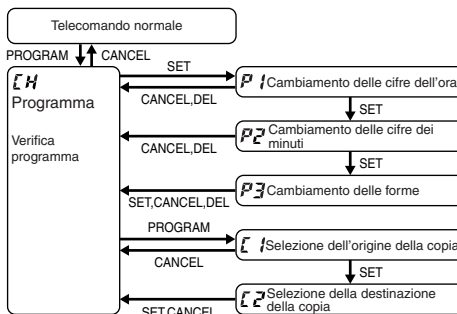 Telecomando normale
PROGRAM CANCEL
CH
Programma
Verifica
programma
SET
P1 Cambiamento delle cifre dell'ora
CANCEL,DEL
SET
P2 Cambiamento delle cifre dei
minuti
CANCEL,DEL
SET
P3 Cambiamento delle forme
SET,CANCEL,DEL
PROGRAM
C1 Selezione dell'origine della copia
CANCEL
SET
C2 Selezione della destinazione
della copia
SET,CANCEL